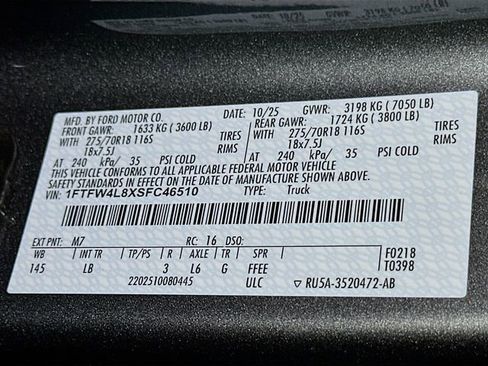 MFD. BY FORD MOTOR CO. DATE: 10/25 GVWR: 3198 KG ( 7050 LB)
FRONT GAWR: 1633 KG ( 3600 LB) REAR GAWR: 1724 KG ( 3800 LB)
WITH 275/70R18 116S TIRES WITH 275/70R18 116S TIRES
18x7.5J RIMS 18x7.5J RIMS
AT 240 kPa/ 35 PSI COLD AT 240 kPa/ 35 PSI COLD
THIS VEHICLE CONFORMS TO ALL APPLICABLE FEDERAL MOTOR VEHICLE
SAFETY STANDARDS IN EFFECT ON THE DATE OF MANUFACTURE SHOWN ABOVE.
VIN: 1FTFW4L8XSFC46510 TYPE: Truck
EXT PNT: M7 RC: 16 DSO:
WB INT TR TP/PS R AXLE TR SPR F0218
145 LB 3 L6 G FFEE T0398
2202510080445 ULC ▽ RU5A-3520472-AB